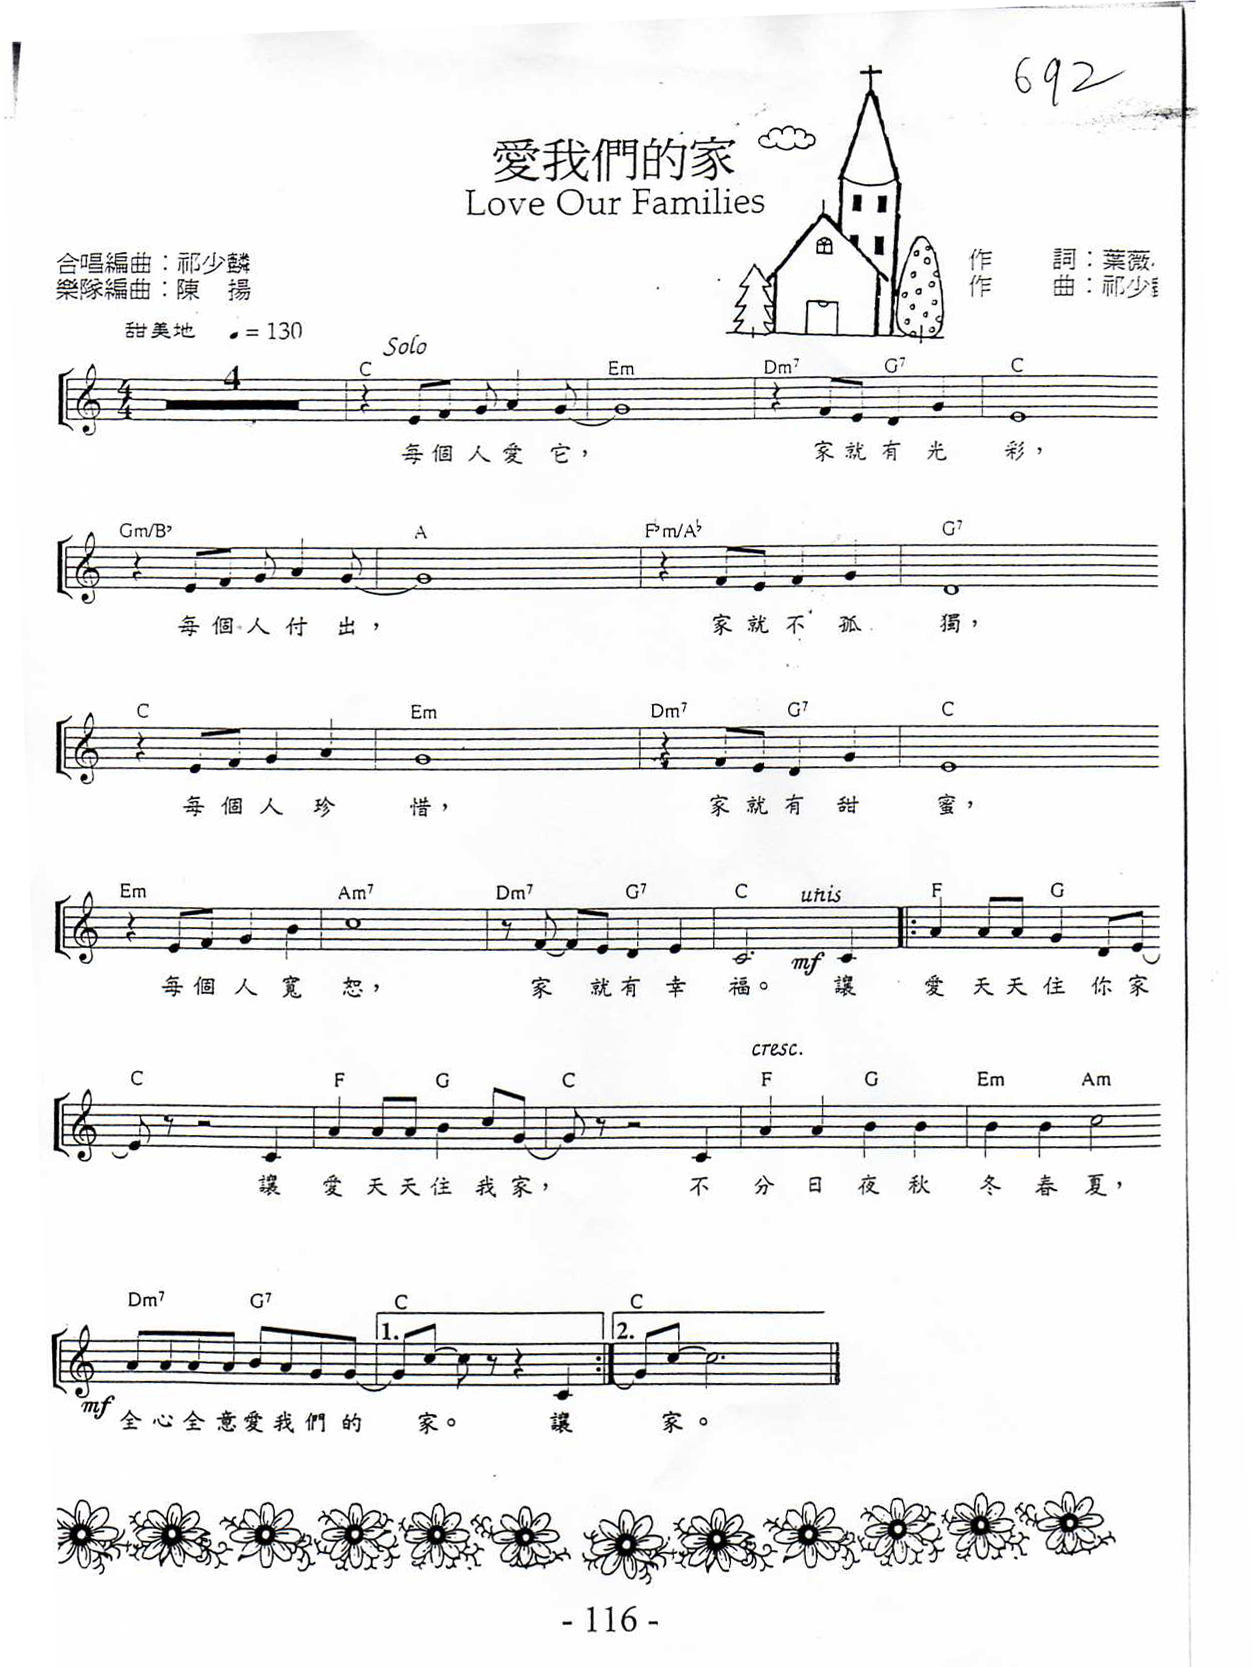 692
愛我們的家
Love Our Families
合唱編曲：祁少麟
樂隊編曲：陳 揚
作 詞：葉薇
作 曲：祁少
甜美地 ♩= 130
Solo
4
C Em Dm7 G7 C
每個人愛它， 家就有光彩，
Gm/B♭ A F♭m/A♭ G7
每個人付出， 家就不孤獨，
C Em Dm7 G7 C
每個人珍惜， 家就有甜蜜，
Em Am7 Dm7 G7 C unis F G
mf
每個人寬恕， 家就有幸福。 讓 愛天天住你家
cresc.
C F G C F G Em Am
讓 愛天天住我家， 不分日夜秋冬春夏，
Dm7 G7 C C
1. 2.
mf
全心全意愛我們的 家。 讓 家。
- 116 -